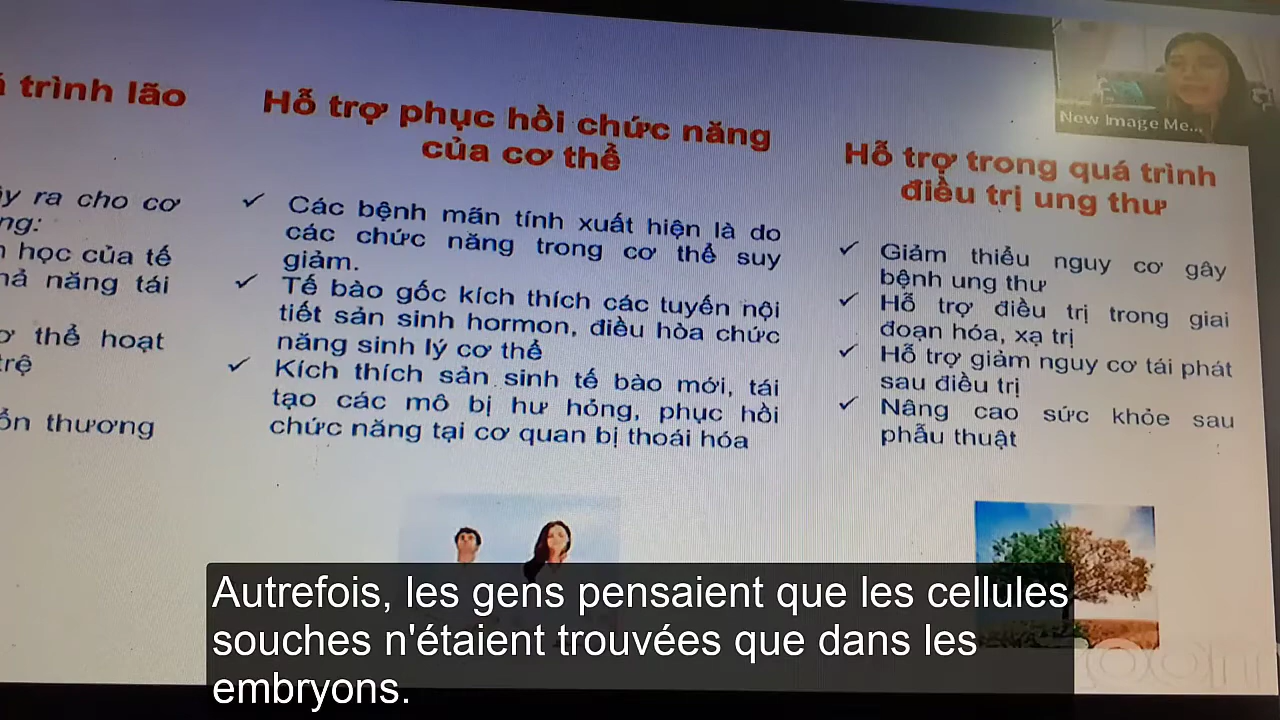 trình lão
ra cho cơ
học của tế
năng tái
thể hoạt
thương
Hỗ trợ phục hồi chức năng
của cơ thể
✓ Các bệnh mãn tính xuất hiện là do
các chức năng trong cơ thể suy
giảm.
✓ Tế bào gốc kích thích các tuyến nội
tiết sản sinh hormon, điều hòa chức
năng sinh lý cơ thể
✓ Kích thích sản sinh tế bào mới, tái
tạo các mô bị hư hỏng, phục hồi
chức năng tại cơ quan bị thoái hóa
Hỗ trợ trong quá trình
điều trị ung thư
✓ Giảm thiểu nguy cơ gây
bệnh ung thư
✓ Hỗ trợ điều trị trong giai
đoạn hóa, xạ trị
✓ Hỗ trợ giảm nguy cơ tái phát
sau điều trị
✓ Nâng cao sức khỏe sau
phẫu thuật
New Image Me...
Autrefois, les gens pensaient que les cellules
souches n'étaient trouvées que dans les
embryons.